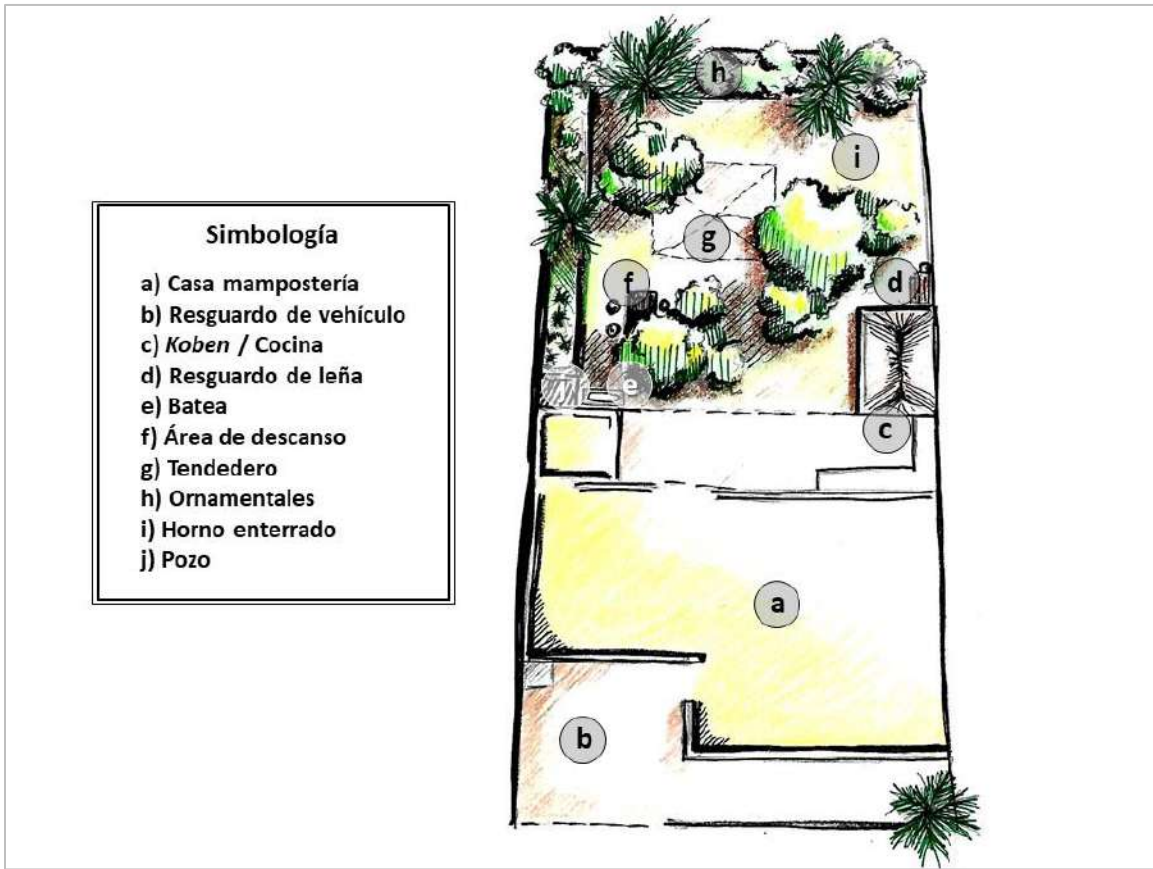 Simbología
a) Casa mampostería
b) Resguardo de vehículo
c) Koben / Cocina
d) Resguardo de leña
e) Batea
f) Área de descanso
g) Tendedero
h) Ornamentales
i) Horno enterrado
j) Pozo
h
i
g
d
f
e
c
a
b